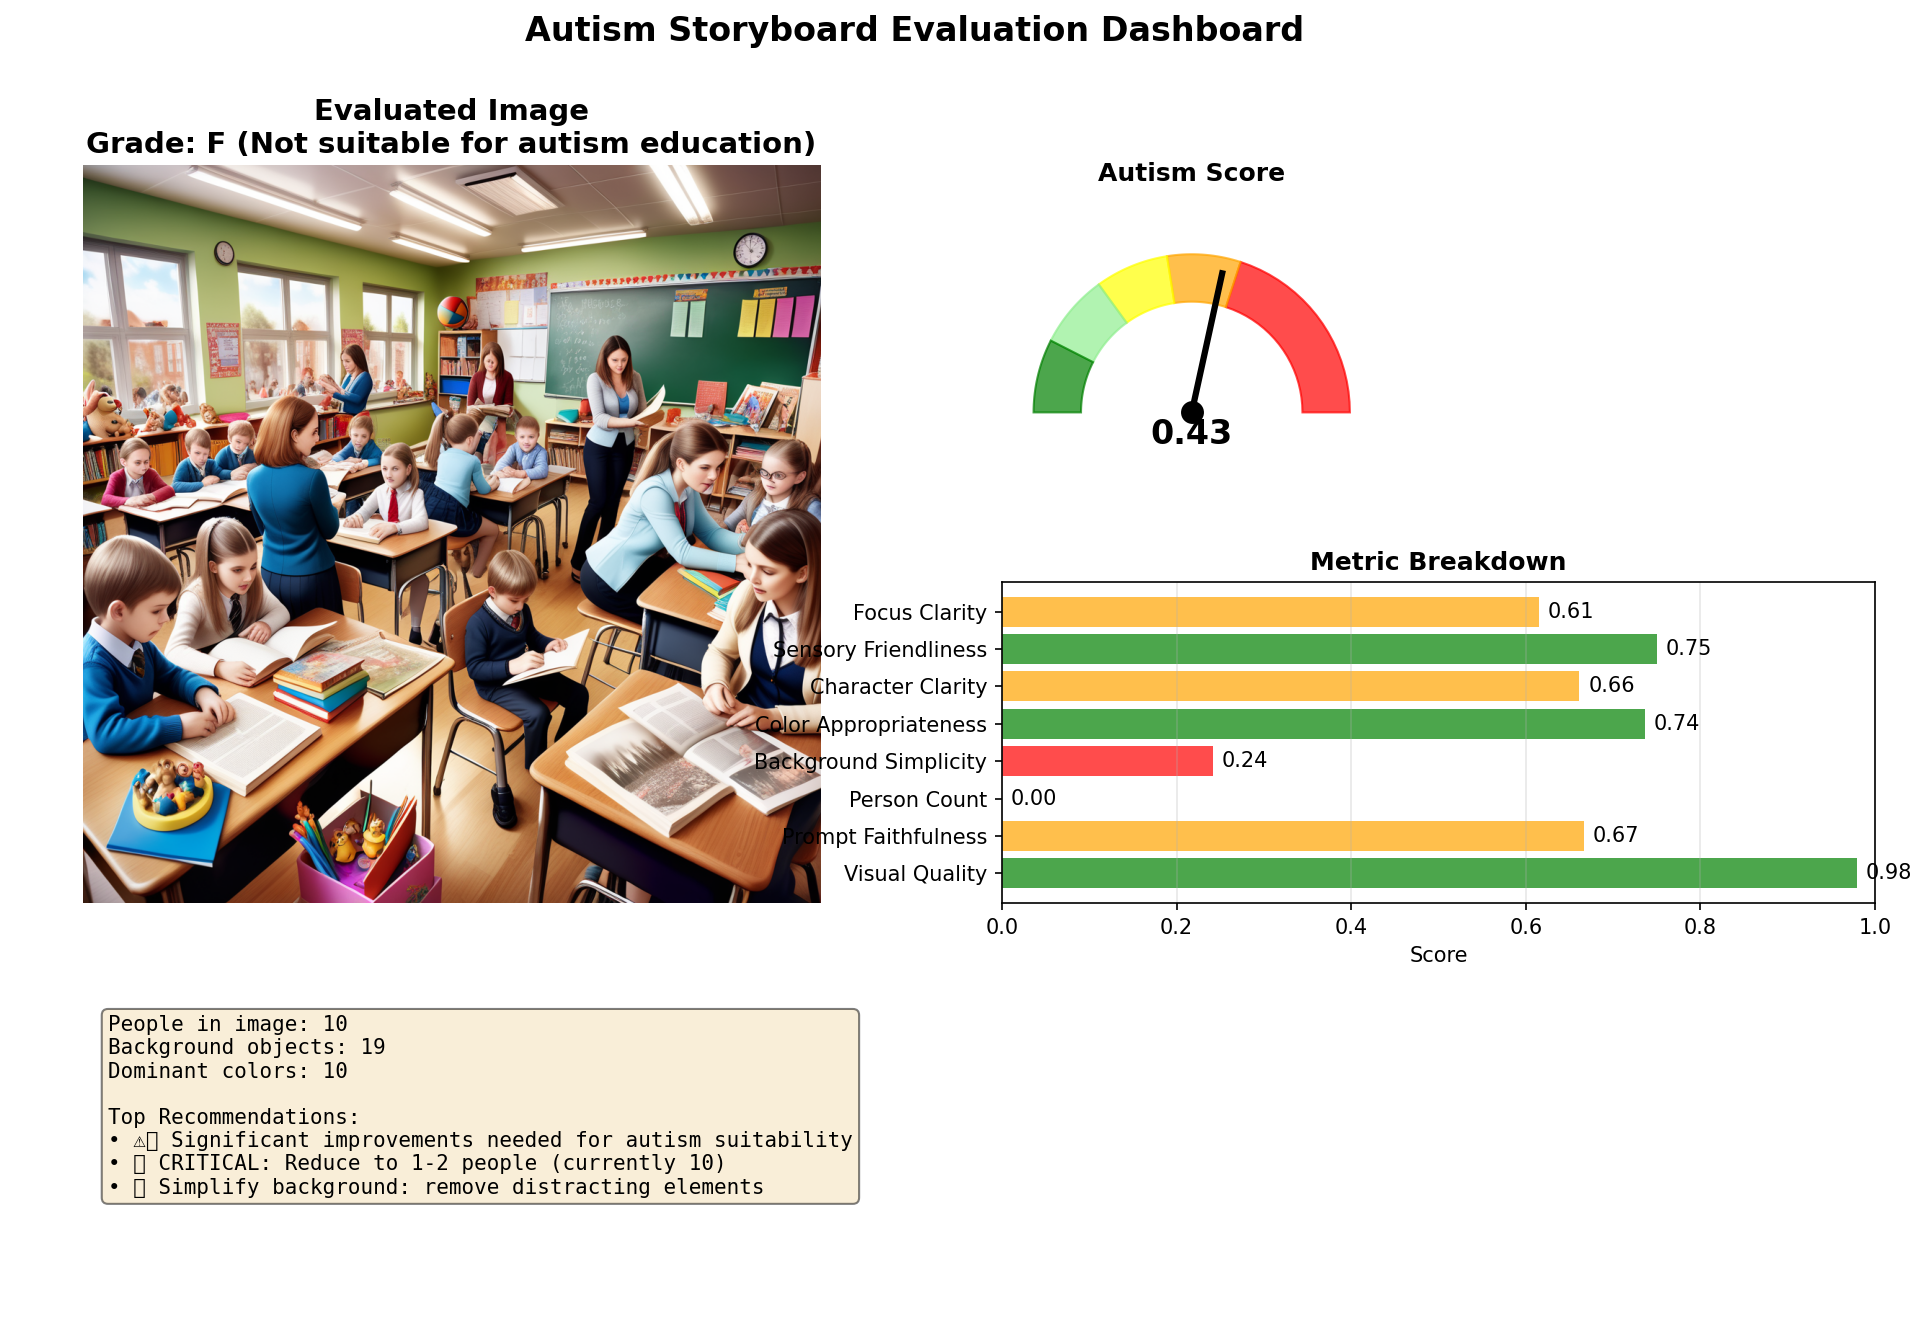 Autism Storyboard Evaluation Dashboard
Evaluated Image
Grade: F (Not suitable for autism education)
Autism Score
0.43
Metric Breakdown
Focus Clarity 0.61
Sensory Friendliness 0.75
Character Clarity 0.66
Color Appropriateness 0.74
Background Simplicity 0.24
Person Count 0.00
Prompt Faithfulness 0.67
Visual Quality 0.98
0.0 0.2 0.4 0.6 0.8 1.0
Score
People in image: 10
Background objects: 19
Dominant colors: 10
Top Recommendations:
• ⚠▯ Significant improvements needed for autism suitability
• ▯ CRITICAL: Reduce to 1-2 people (currently 10)
• ▯ Simplify background: remove distracting elements